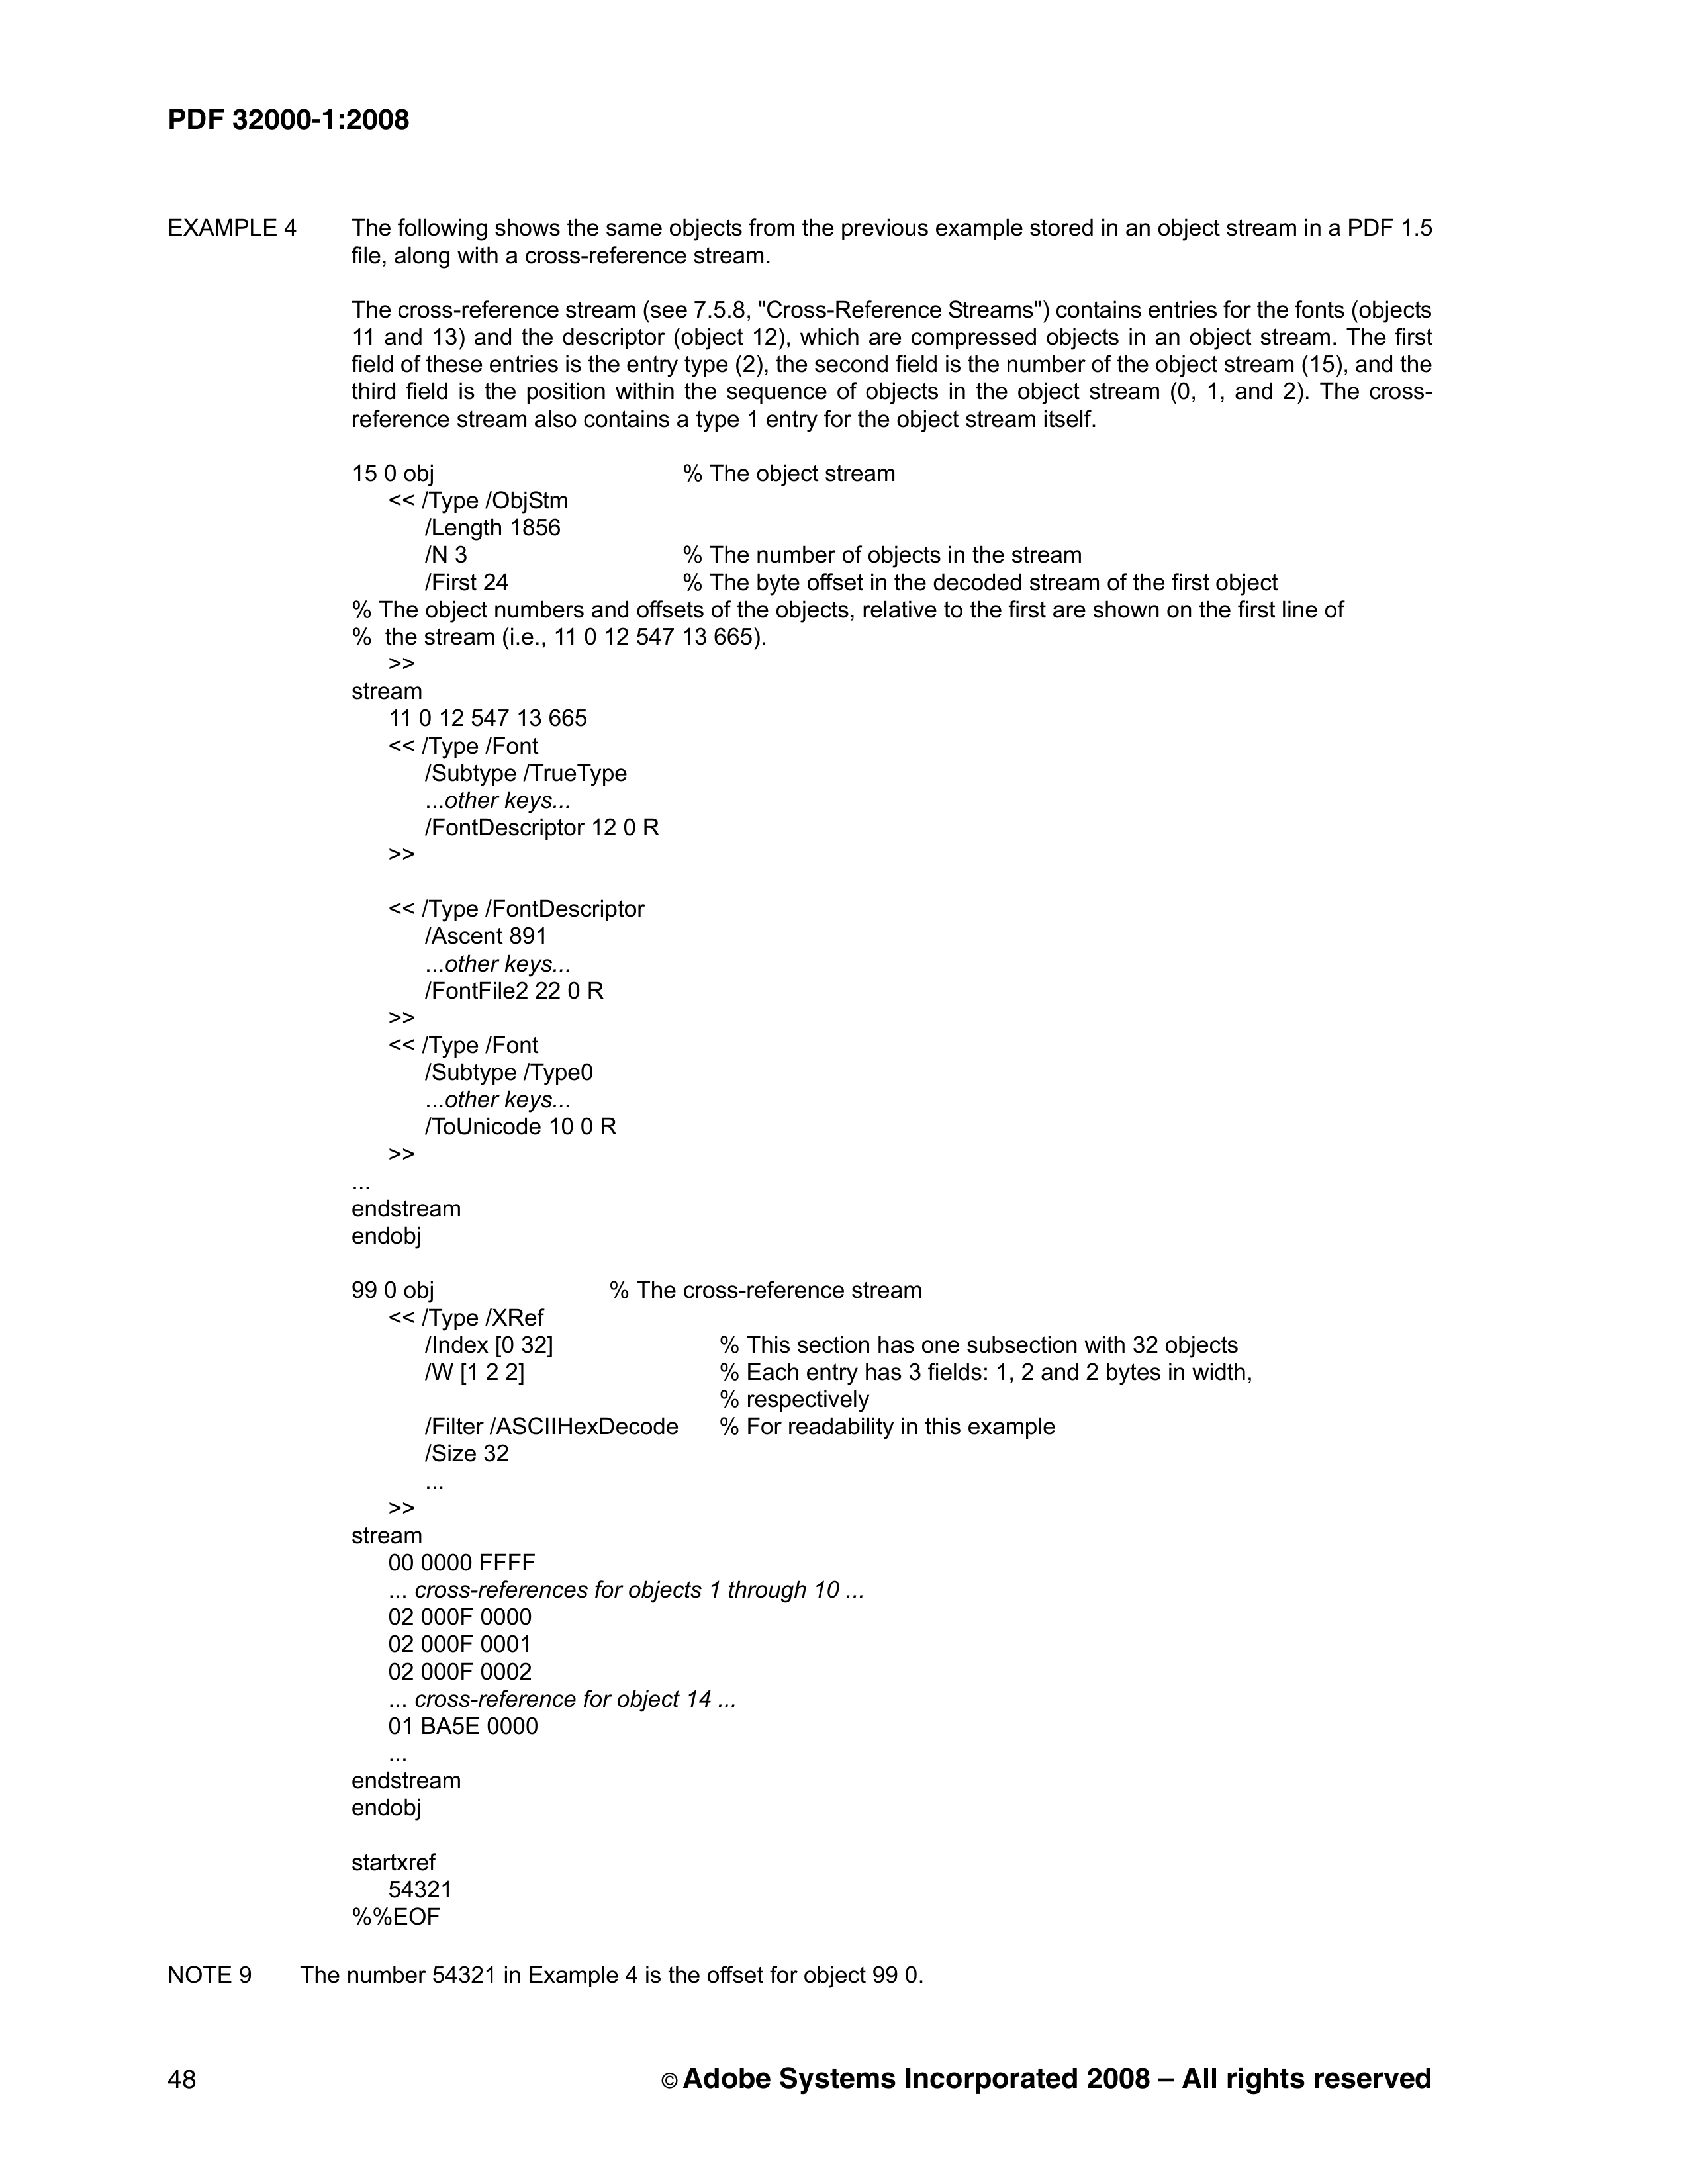 PDF 32000-1:2008
EXAMPLE 4 The following shows the same objects from the previous example stored in an object stream in a PDF 1.5
file, along with a cross-reference stream.
The cross-reference stream (see 7.5.8, "Cross-Reference Streams") contains entries for the fonts (objects
11 and 13) and the descriptor (object 12), which are compressed objects in an object stream. The first
field of these entries is the entry type (2), the second field is the number of the object stream (15), and the
third field is the position within the sequence of objects in the object stream (0, 1, and 2). The cross-
reference stream also contains a type 1 entry for the object stream itself.
15 0 obj % The object stream
<< /Type /ObjStm
/Length 1856
/N 3 % The number of objects in the stream
/First 24 % The byte offset in the decoded stream of the first object
% The object numbers and offsets of the objects, relative to the first are shown on the first line of
% the stream (i.e., 11 0 12 547 13 665).
>>
stream
11 0 12 547 13 665
<< /Type /Font
/Subtype /TrueType
...other keys...
/FontDescriptor 12 0 R
>>
<< /Type /FontDescriptor
/Ascent 891
...other keys...
/FontFile2 22 0 R
>>
<< /Type /Font
/Subtype /Type0
...other keys...
/ToUnicode 10 0 R
>>
...
endstream
endobj
99 0 obj % The cross-reference stream
<< /Type /XRef
/Index [0 32] % This section has one subsection with 32 objects
/W [1 2 2] % Each entry has 3 fields: 1, 2 and 2 bytes in width,
% respectively
/Filter /ASCIIHexDecode % For readability in this example
/Size 32
...
>>
stream
00 0000 FFFF
... cross-references for objects 1 through 10 ...
02 000F 0000
02 000F 0001
02 000F 0002
... cross-reference for object 14 ...
01 BA5E 0000
...
endstream
endobj
startxref
54321
%%EOF
NOTE 9 The number 54321 in Example 4 is the offset for object 99 0.
48 © Adobe Systems Incorporated 2008 – All rights reserved